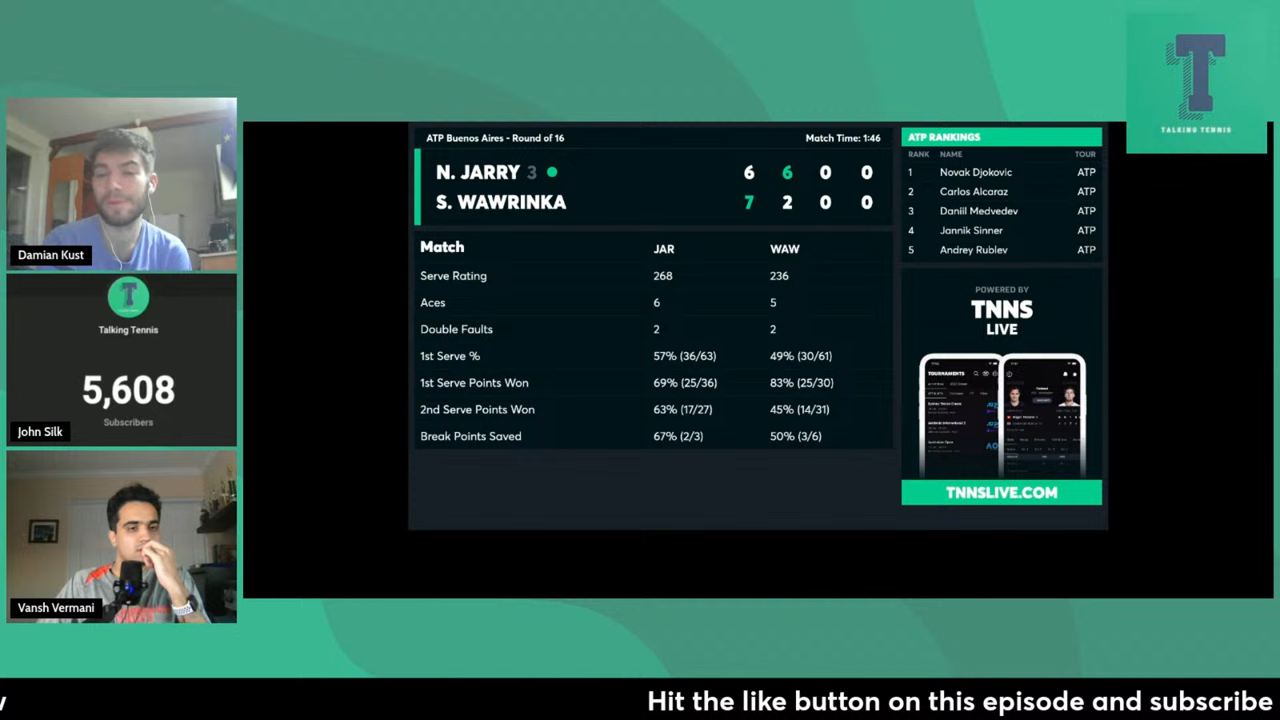 T
TALKING TENNIS
Damian Kust
T
Talking Tennis
5,608
Subscribers
John Silk
Vansh Vermani
ATP Buenos Aires - Round of 16
Match Time: 1:46
N. JARRY 3 6 6 0 0
S. WAWRINKA 7 2 0 0
Match JAR WAW
Serve Rating 268 236
Aces 6 5
Double Faults 2 2
1st Serve % 57% (36/63) 49% (30/61)
1st Serve Points Won 69% (25/36) 83% (25/30)
2nd Serve Points Won 63% (17/27) 45% (14/31)
Break Points Saved 67% (2/3) 50% (3/6)
ATP RANKINGS
RANK NAME TOUR
1 Novak Djokovic ATP
2 Carlos Alcaraz ATP
3 Daniil Medvedev ATP
4 Jannik Sinner ATP
5 Andrey Rublev ATP
POWERED BY
TNNS
LIVE
TNNSLIVE.COM
Hit the like button on this episode and subscribe